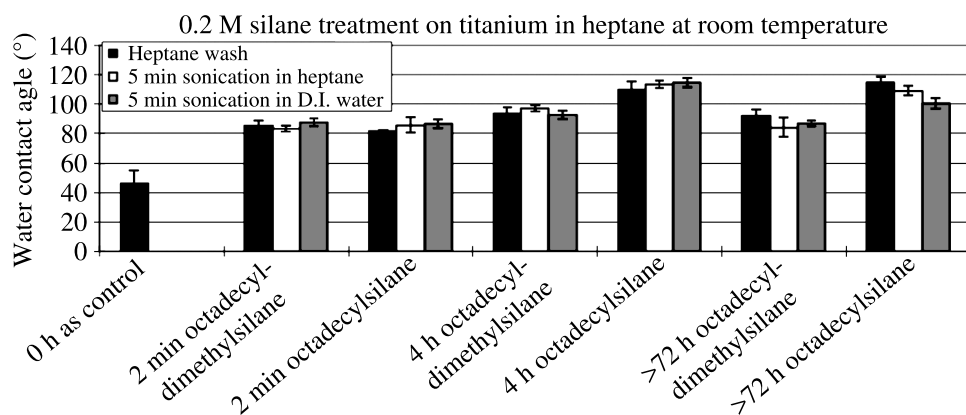 0.2 M silane treatment on titanium in heptane at room temperature
Water contact agle (°)
140
120
100
80
60
40
20
0
Heptane wash
5 min sonication in heptane
5 min sonication in D.I. water
0 h as control
2 min octadecyl-
dimethylsilane
2 min octadecylsilane
4 h octadecyl-
dimethylsilane
4 h octadecylsilane
>72 h octadecyl-
dimethylsilane
>72 h octadecylsilane